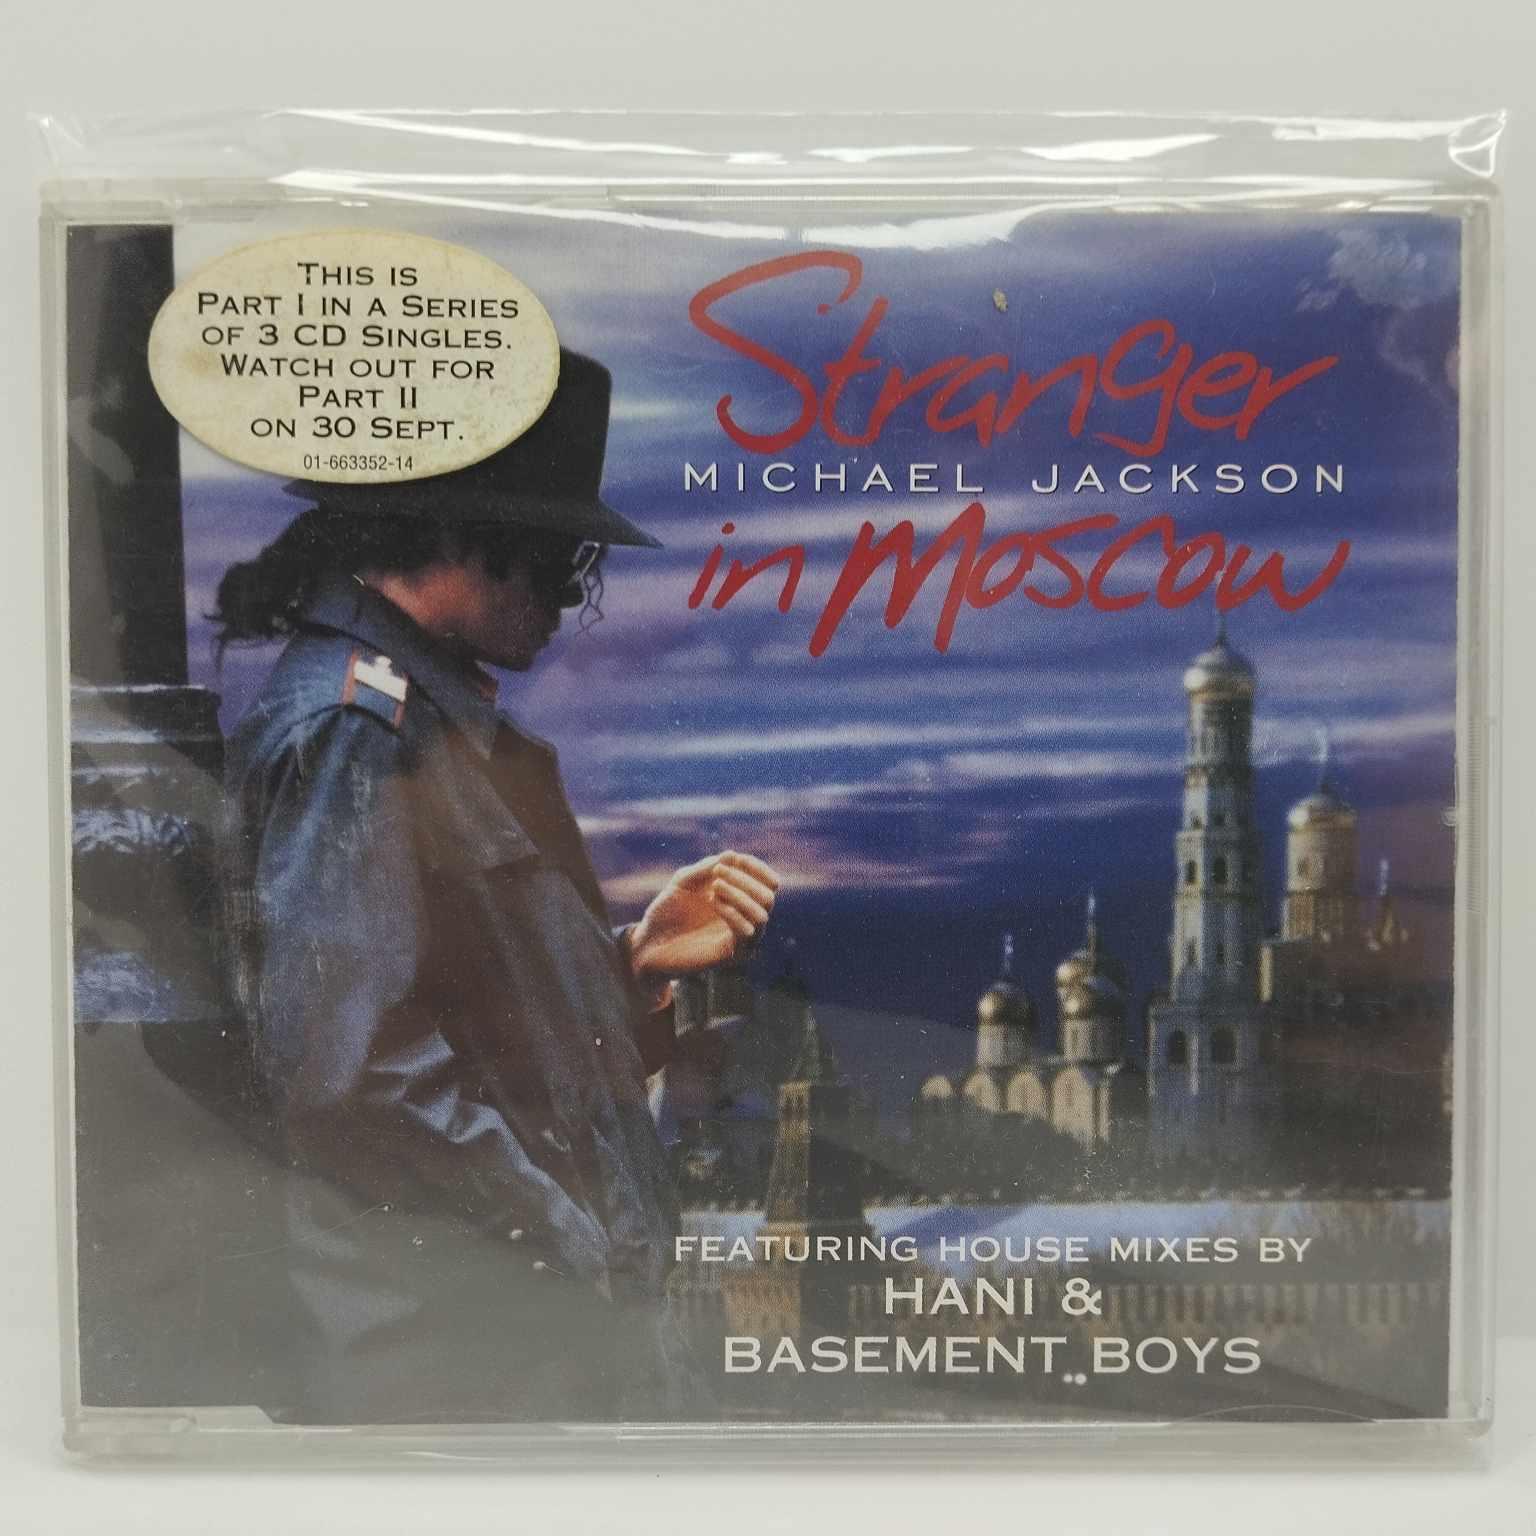 THIS IS
PART I IN A SERIES
OF 3 CD SINGLES.
WATCH OUT FOR
PART II
ON 30 SEPT.
01-663352-14
Stranger
MICHAEL JACKSON
in Moscow
FEATURING HOUSE MIXES BY
HANI &
BASEMENT BOYS